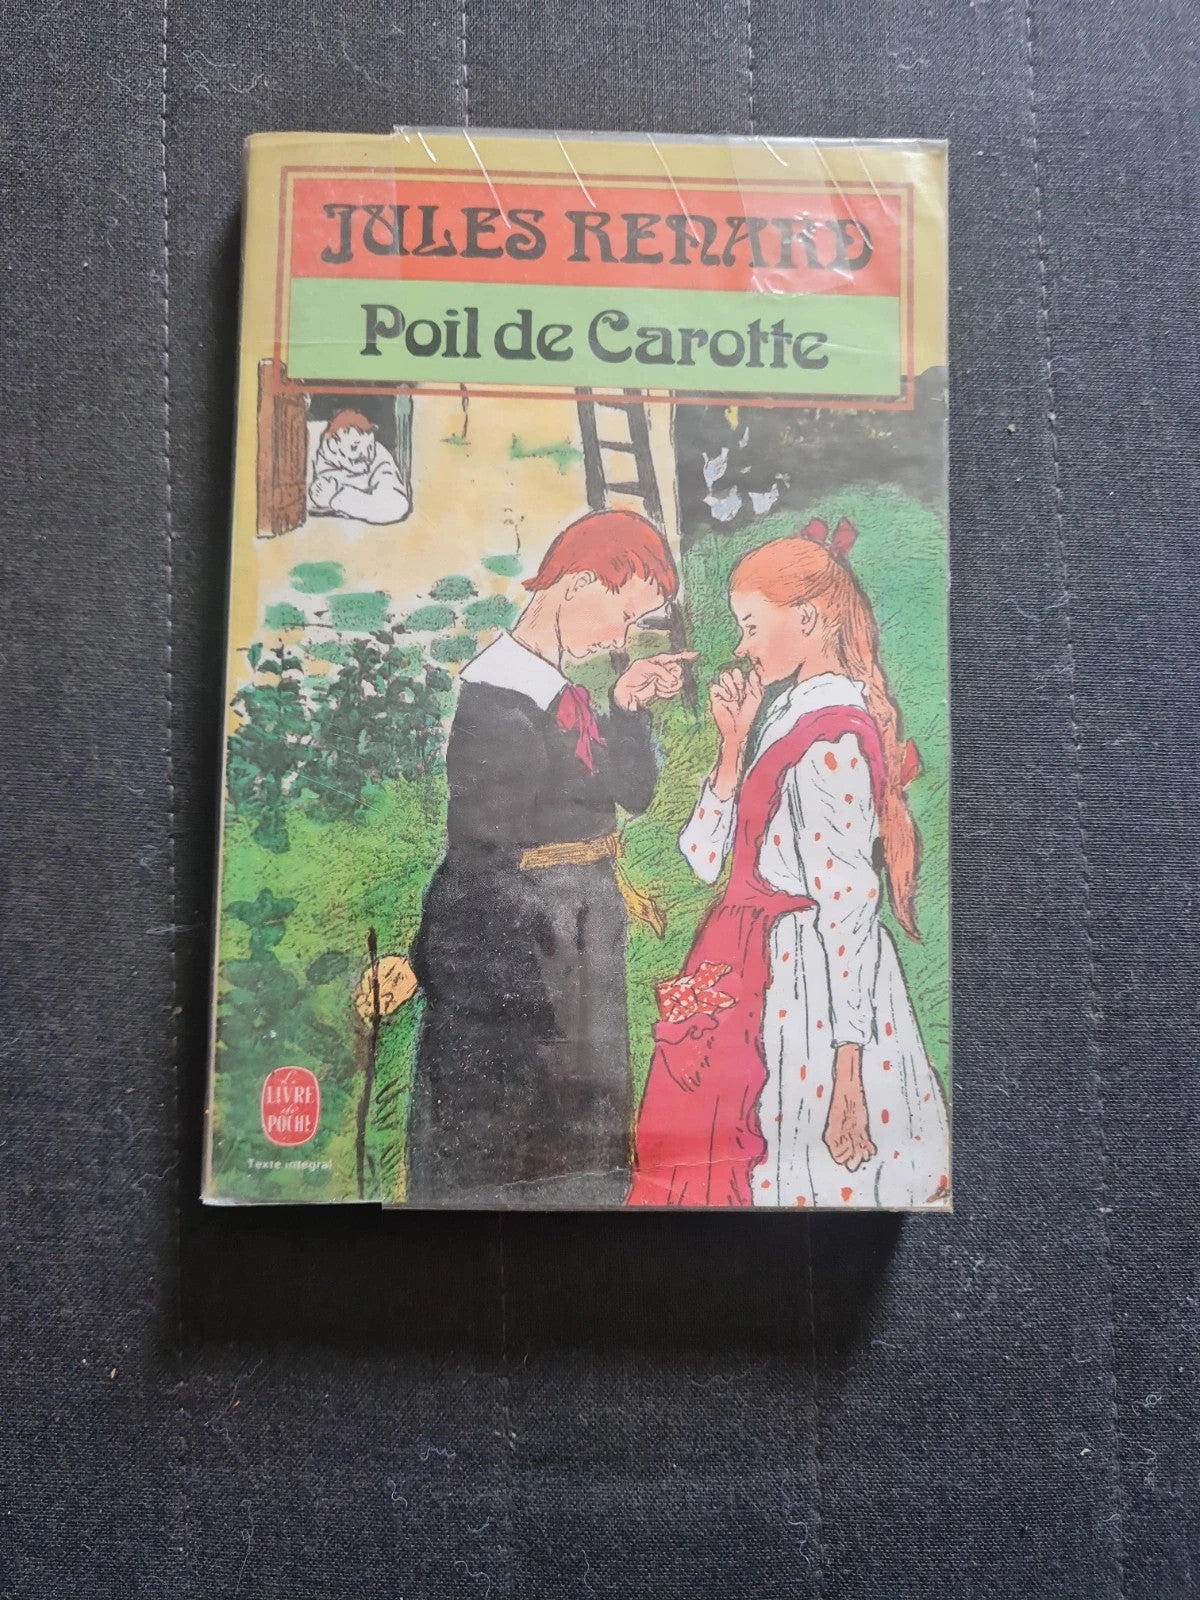 JULES RENARD
Poil de Carotte
Le
LIVRE
de
POCHE
Texte intégral